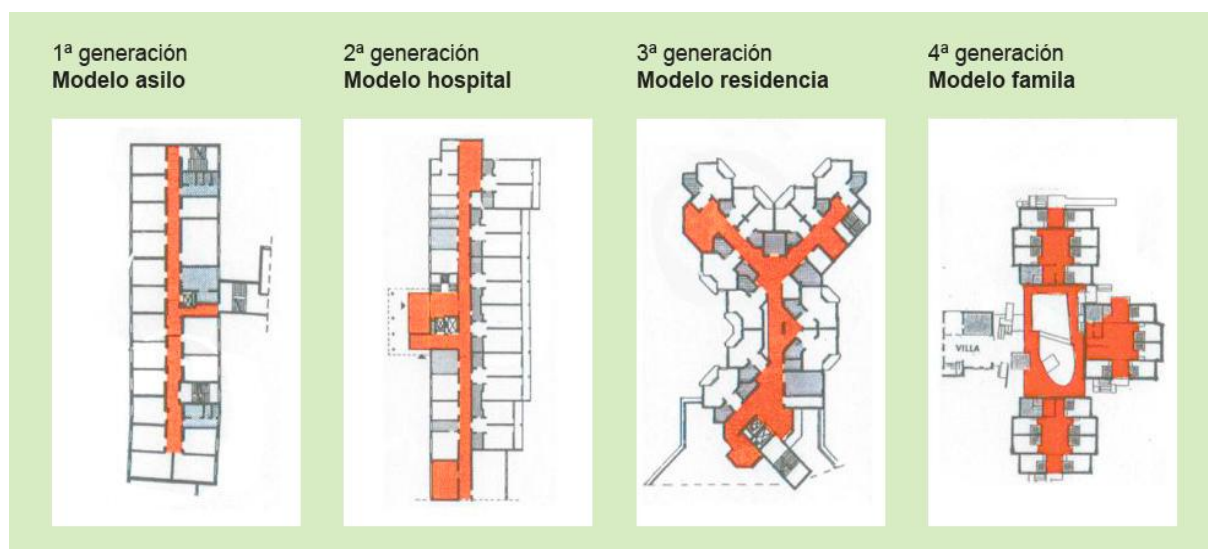 1ª generación
Modelo asilo
2ª generación
Modelo hospital
3ª generación
Modelo residencia
4ª generación
Modelo famila
VILLA